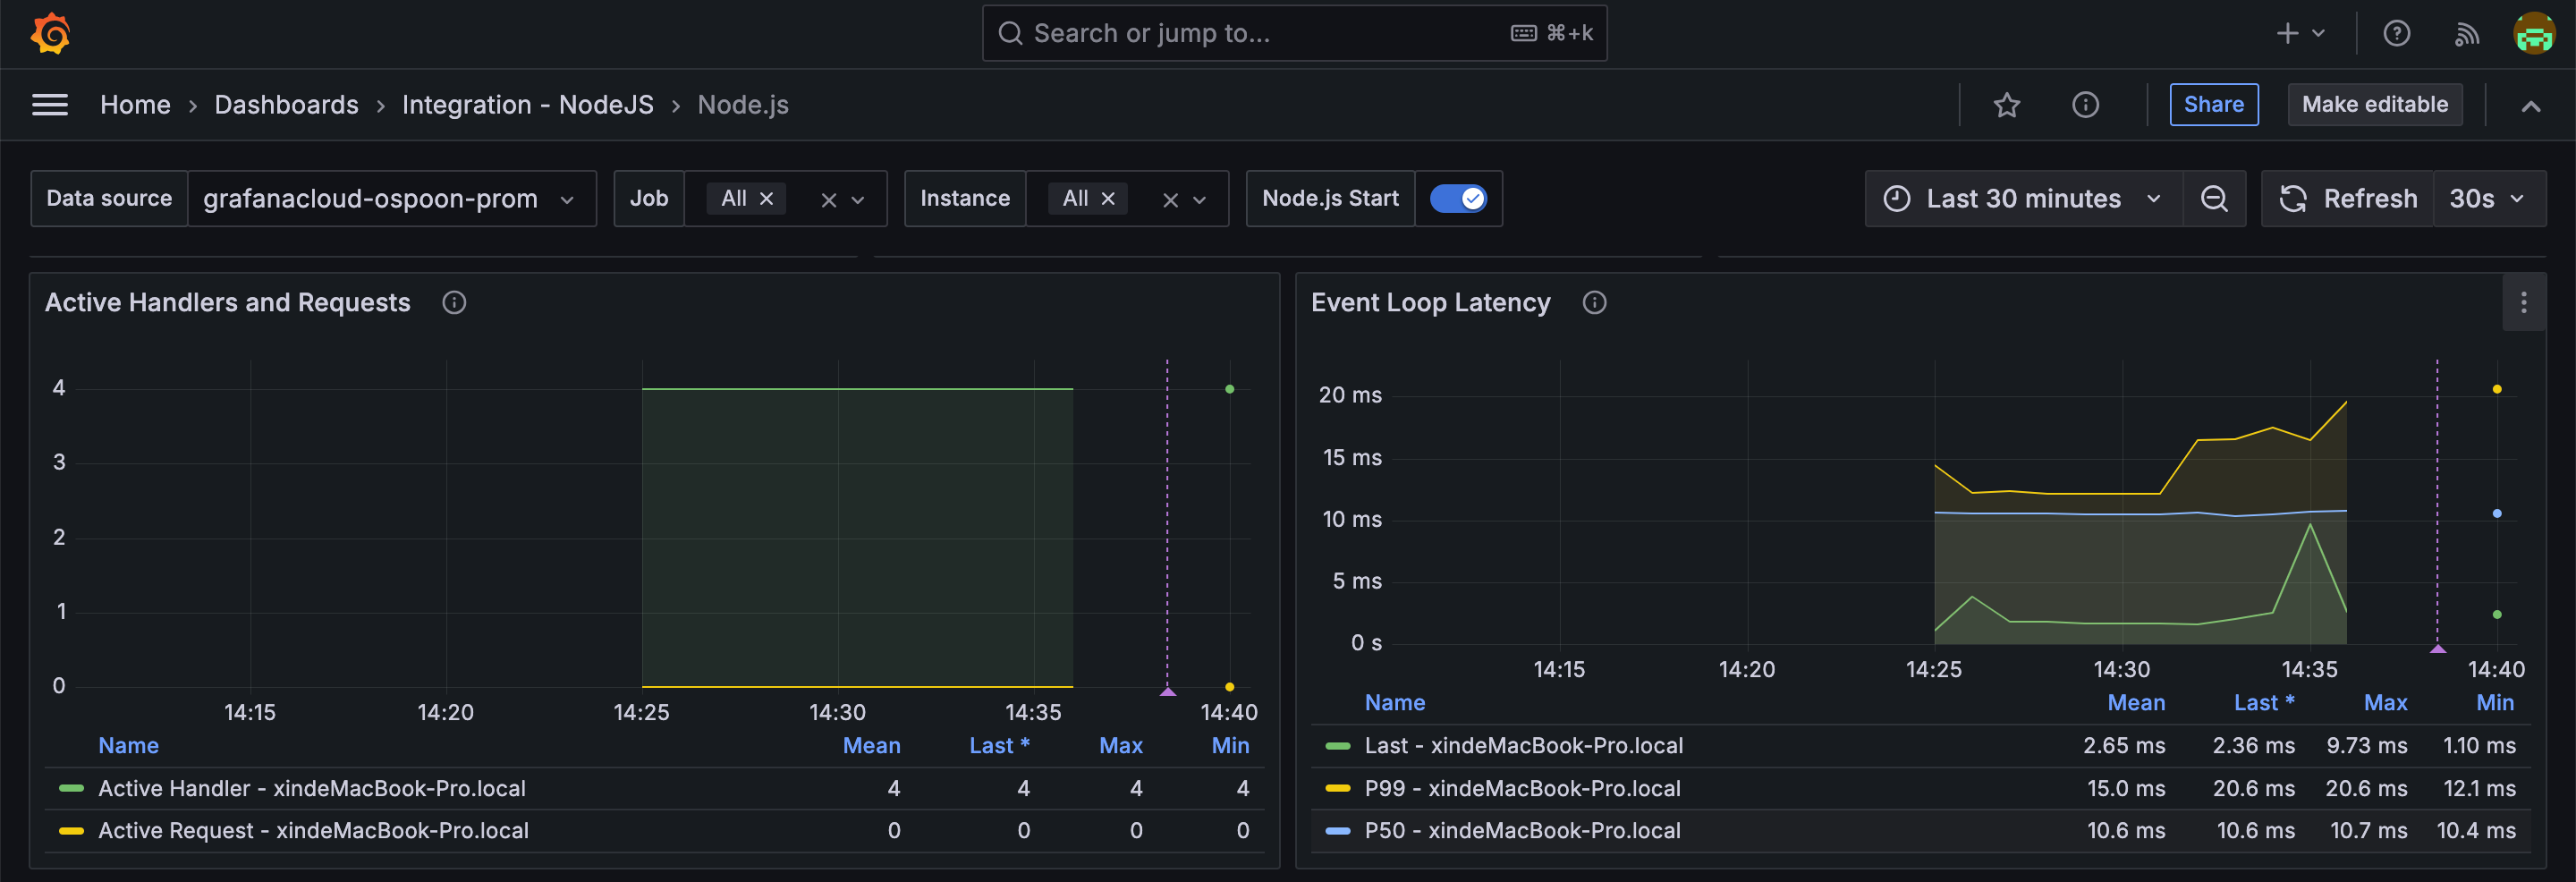 Search or jump to... ⌘+k
Home › Dashboards › Integration - NodeJS › Node.js Share Make editable
Data source grafanacloud-ospoon-prom Job All × Instance All × Node.js Start Last 30 minutes Refresh 30s
Active Handlers and Requests
4
3
2
1
0
14:15 14:20 14:25 14:30 14:35 14:40
Name Mean Last * Max Min
Active Handler - xindeMacBook-Pro.local 4 4 4 4
Active Request - xindeMacBook-Pro.local 0 0 0 0
Event Loop Latency
20 ms
15 ms
10 ms
5 ms
0 s
14:15 14:20 14:25 14:30 14:35 14:40
Name Mean Last * Max Min
Last - xindeMacBook-Pro.local 2.65 ms 2.36 ms 9.73 ms 1.10 ms
P99 - xindeMacBook-Pro.local 15.0 ms 20.6 ms 20.6 ms 12.1 ms
P50 - xindeMacBook-Pro.local 10.6 ms 10.6 ms 10.7 ms 10.4 ms